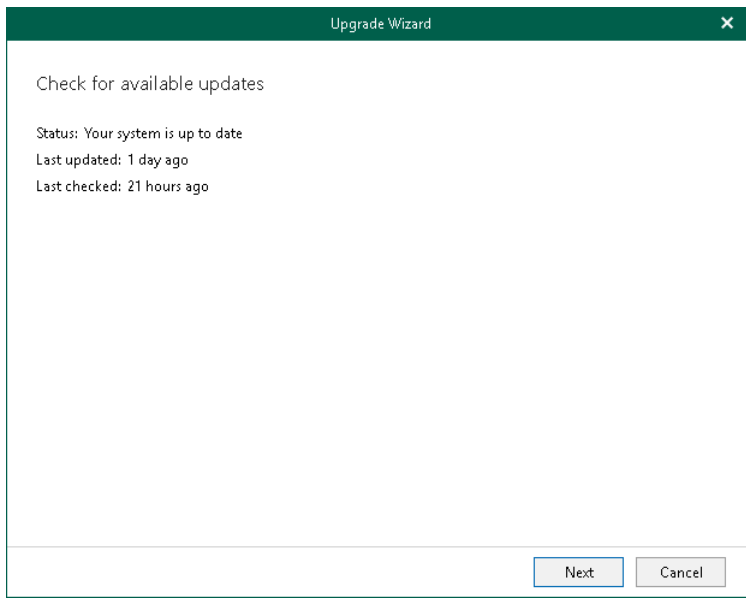 Upgrade Wizard
Check for available updates
Status: Your system is up to date
Last updated: 1 day ago
Last checked: 21 hours ago
Next Cancel